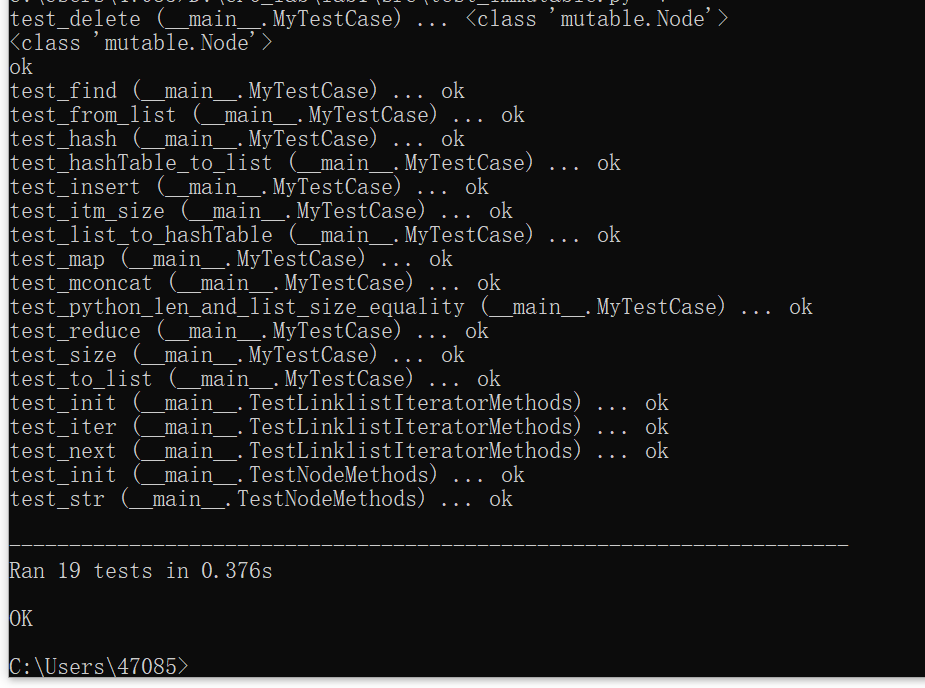 test_delete (__main__.MyTestCase) ... <class 'mutable.Node'>
<class 'mutable.Node'>
ok
test_find (__main__.MyTestCase) ... ok
test_from_list (__main__.MyTestCase) ... ok
test_hash (__main__.MyTestCase) ... ok
test_hashTable_to_list (__main__.MyTestCase) ... ok
test_insert (__main__.MyTestCase) ... ok
test_itm_size (__main__.MyTestCase) ... ok
test_list_to_hashTable (__main__.MyTestCase) ... ok
test_map (__main__.MyTestCase) ... ok
test_mconcat (__main__.MyTestCase) ... ok
test_python_len_and_list_size_equality (__main__.MyTestCase) ... ok
test_reduce (__main__.MyTestCase) ... ok
test_size (__main__.MyTestCase) ... ok
test_to_list (__main__.MyTestCase) ... ok
test_init (__main__.TestLinklistIteratorMethods) ... ok
test_iter (__main__.TestLinklistIteratorMethods) ... ok
test_next (__main__.TestLinklistIteratorMethods) ... ok
test_init (__main__.TestNodeMethods) ... ok
test_str (__main__.TestNodeMethods) ... ok
----------------------------------------------------------------------
Ran 19 tests in 0.376s
OK
C:\Users\47085>